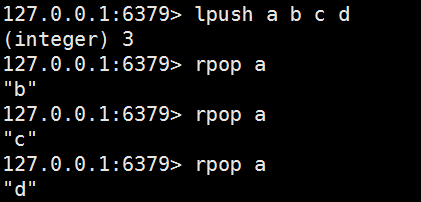 127.0.0.1:6379> lpush a b c d
(integer) 3
127.0.0.1:6379> rpop a
"b"
127.0.0.1:6379> rpop a
"c"
127.0.0.1:6379> rpop a
"d"